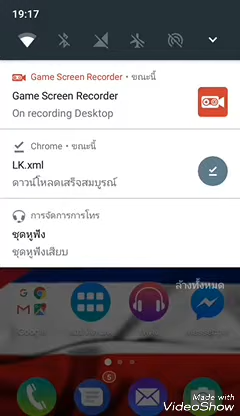 19:17
Game Screen Recorder • ขณะนี้
Game Screen Recorder
On recording Desktop
Chrome • ขณะนี้
LK.xml
ดาวน์โหลดเสร็จสมบูรณ์
การจัดการการโทร
ชุดหูฟัง
ชุดหูฟังเสียบ
ล้างทั้งหมด
Google
5
Made with
VideoShow